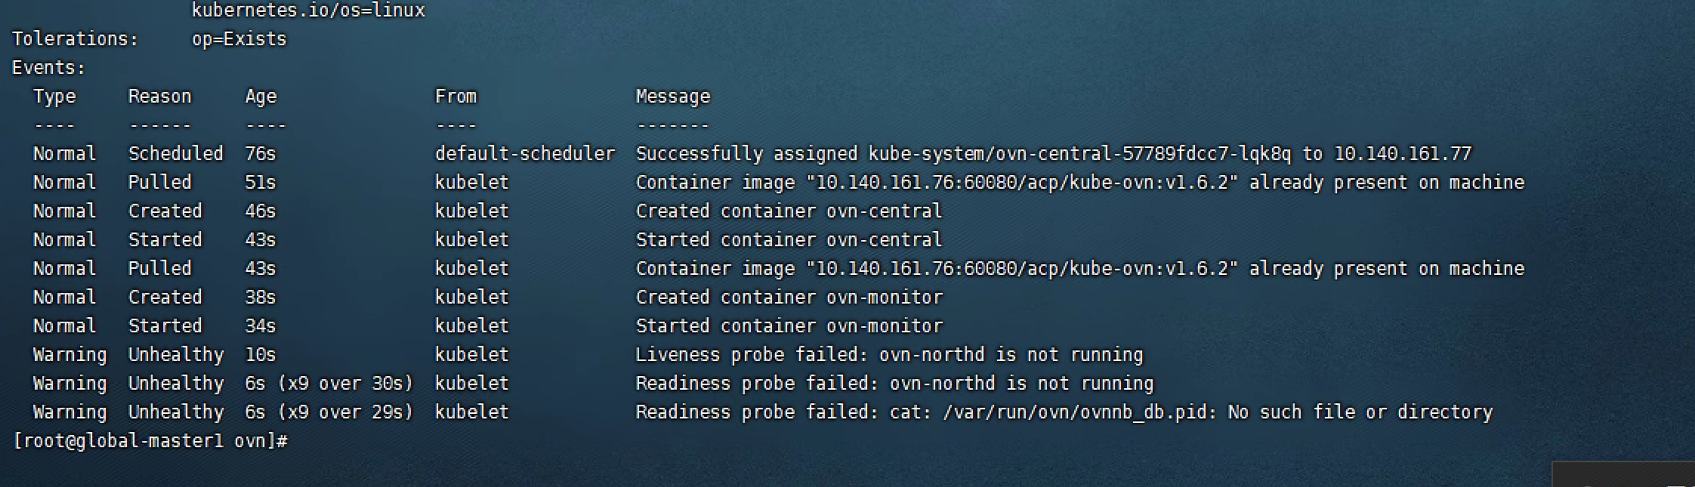 kubernetes.io/os=linux
Tolerations: op=Exists
Events:
Type Reason Age From Message
---- ------ ---- ---- -------
Normal Scheduled 76s default-scheduler Successfully assigned kube-system/ovn-central-57789fdcc7-lqk8q to 10.140.161.77
Normal Pulled 51s kubelet Container image "10.140.161.76:60080/acp/kube-ovn:v1.6.2" already present on machine
Normal Created 46s kubelet Created container ovn-central
Normal Started 43s kubelet Started container ovn-central
Normal Pulled 43s kubelet Container image "10.140.161.76:60080/acp/kube-ovn:v1.6.2" already present on machine
Normal Created 38s kubelet Created container ovn-monitor
Normal Started 34s kubelet Started container ovn-monitor
Warning Unhealthy 10s kubelet Liveness probe failed: ovn-northd is not running
Warning Unhealthy 6s (x9 over 30s) kubelet Readiness probe failed: ovn-northd is not running
Warning Unhealthy 6s (x9 over 29s) kubelet Readiness probe failed: cat: /var/run/ovn/ovnnb_db.pid: No such file or directory
[root@global-master1 ovn]#